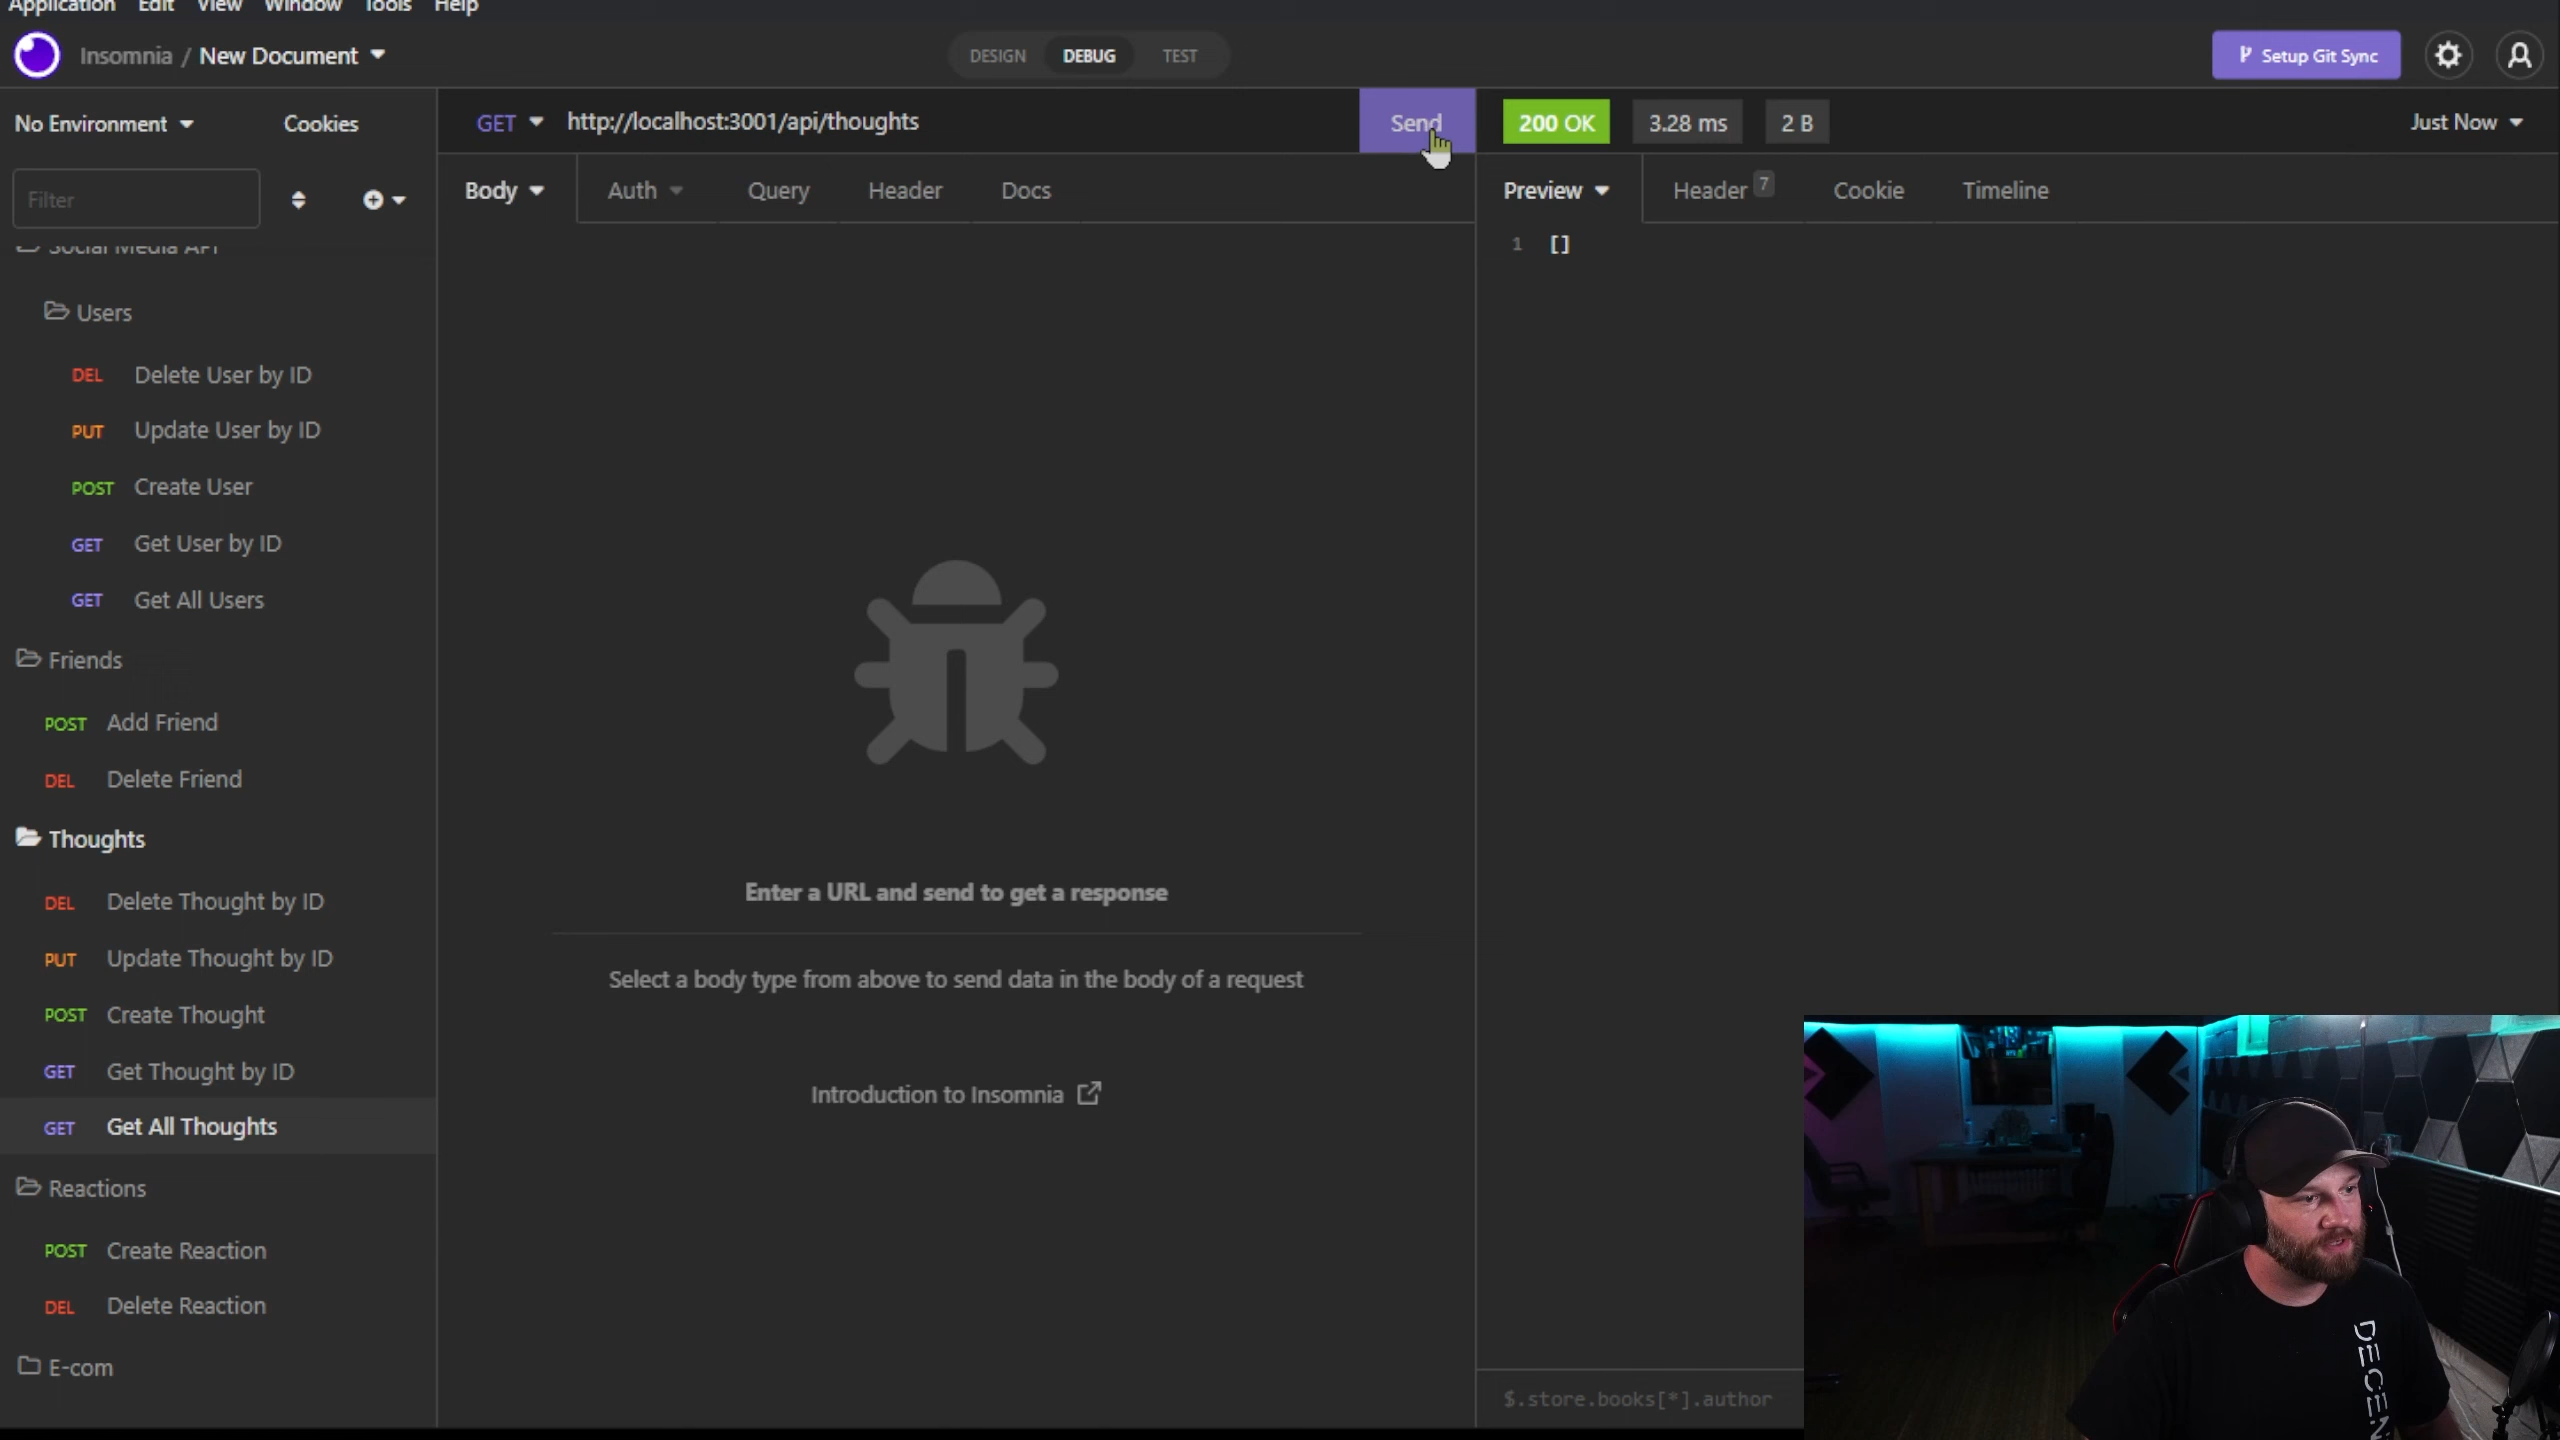 Application Edit View Window Tools Help
Insomnia / New Document
DESIGN DEBUG TEST
Setup Git Sync
No Environment Cookies
GET http://localhost:3001/api/thoughts Send
200 OK 3.28 ms 2 B Just Now
Filter
Body Auth Query Header Docs
Preview Header 7 Cookie Timeline
1 []
Social Media API
Users
DEL Delete User by ID
PUT Update User by ID
POST Create User
GET Get User by ID
GET Get All Users
Friends
POST Add Friend
DEL Delete Friend
Thoughts
DEL Delete Thought by ID
PUT Update Thought by ID
POST Create Thought
GET Get Thought by ID
GET Get All Thoughts
Reactions
POST Create Reaction
DEL Delete Reaction
E-com
Enter a URL and send to get a response
Select a body type from above to send data in the body of a request
Introduction to Insomnia
$.store.books[*].author
DECEN